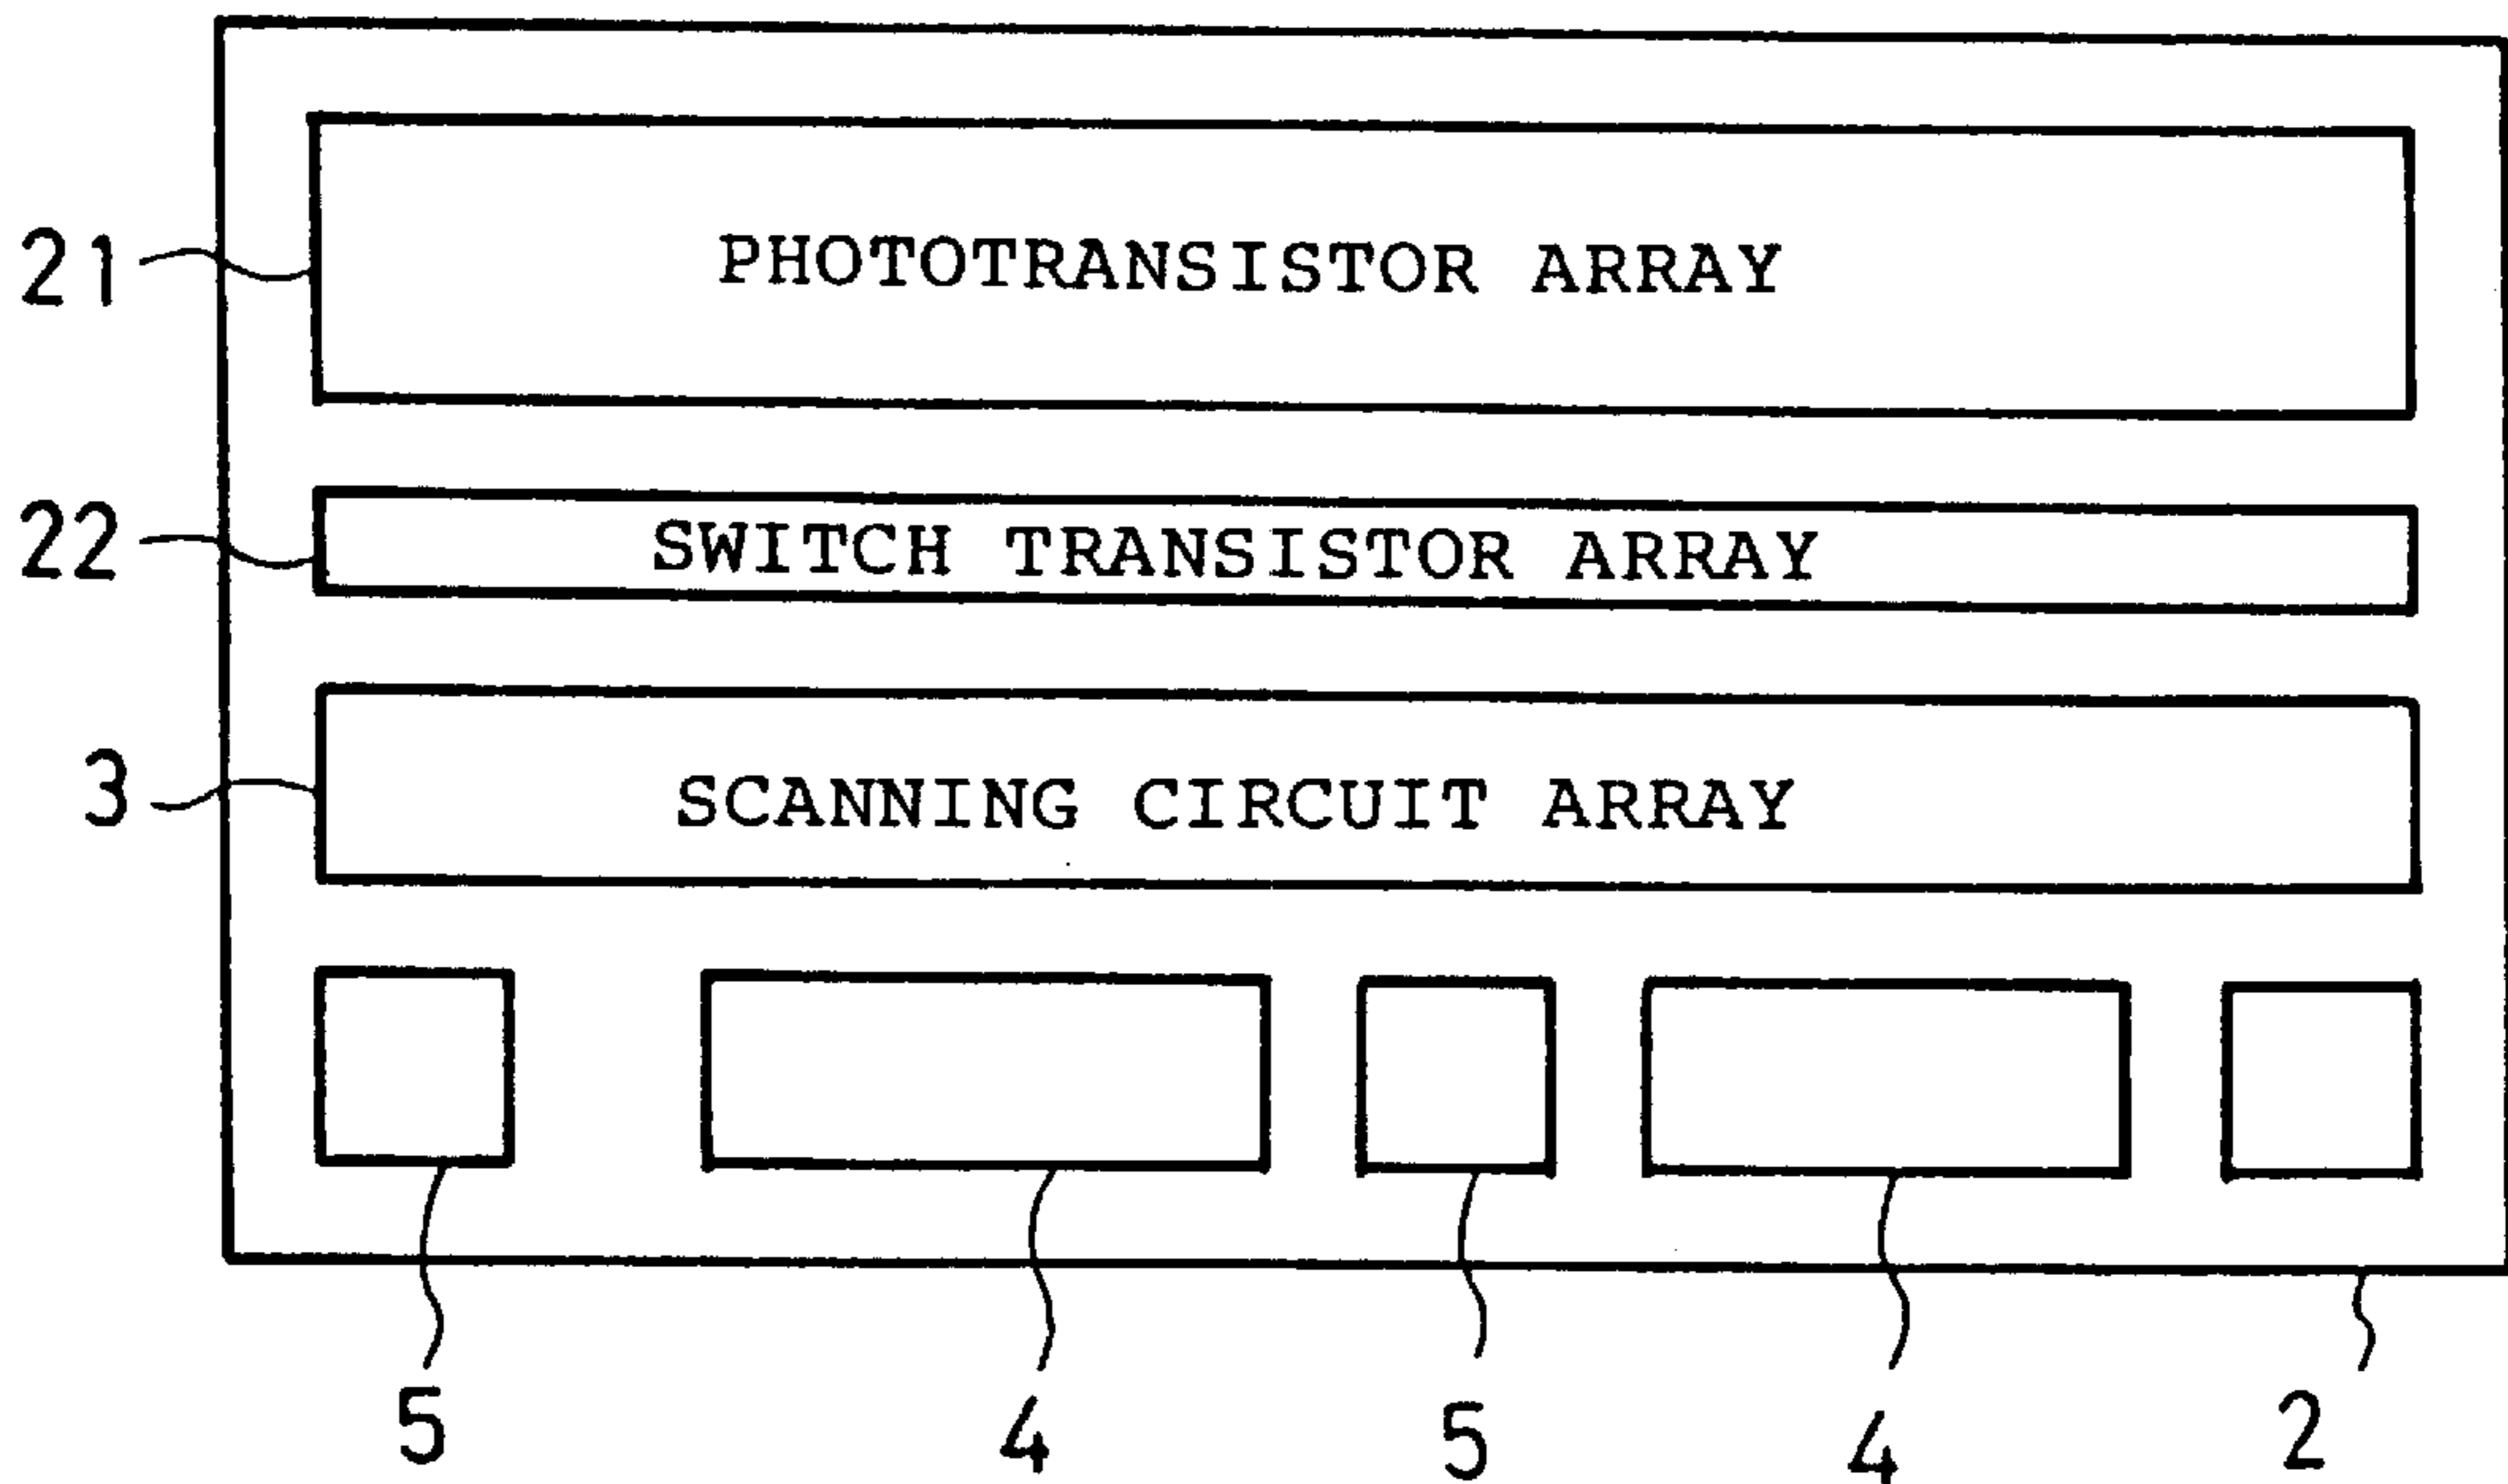 21 PHOTOTRANSISTOR ARRAY
22 SWITCH TRANSISTOR ARRAY
3 SCANNING CIRCUIT ARRAY
5 4 5 4 2